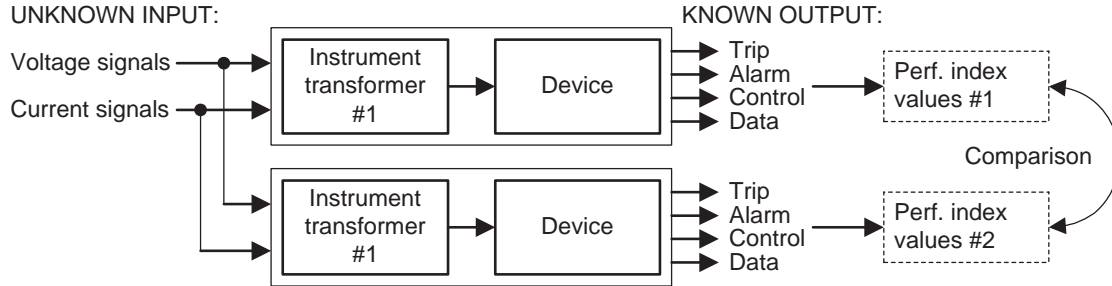 UNKNOWN INPUT:
KNOWN OUTPUT:
Voltage signals
Current signals
Instrument
transformer
#1
Device
Trip
Alarm
Control
Data
Perf. index
values #1
Comparison
Instrument
transformer
#1
Device
Trip
Alarm
Control
Data
Perf. index
values #2